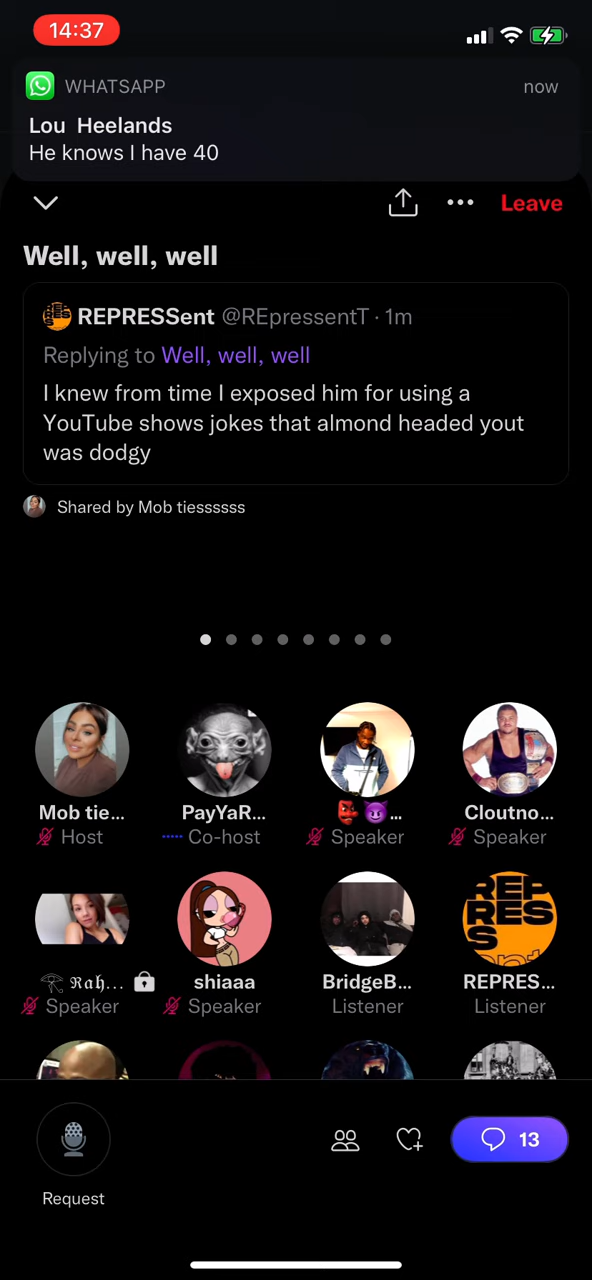 14:37
WHATSAPP
now
Lou Heelands
He knows I have 40
Leave
Well, well, well
REPRESSent @REpressentT · 1m
Replying to Well, well, well
I knew from time I exposed him for using a
YouTube shows jokes that almond headed yout
was dodgy
Shared by Mob tiessssss
Mob tie... PayYaR... 👺😈... Cloutno...
Host Co-host Speaker Speaker
REP
RES
S
𝕽𝖆𝖍... shiaaa BridgeB... REPRES...
Speaker Speaker Listener Listener
13
Request